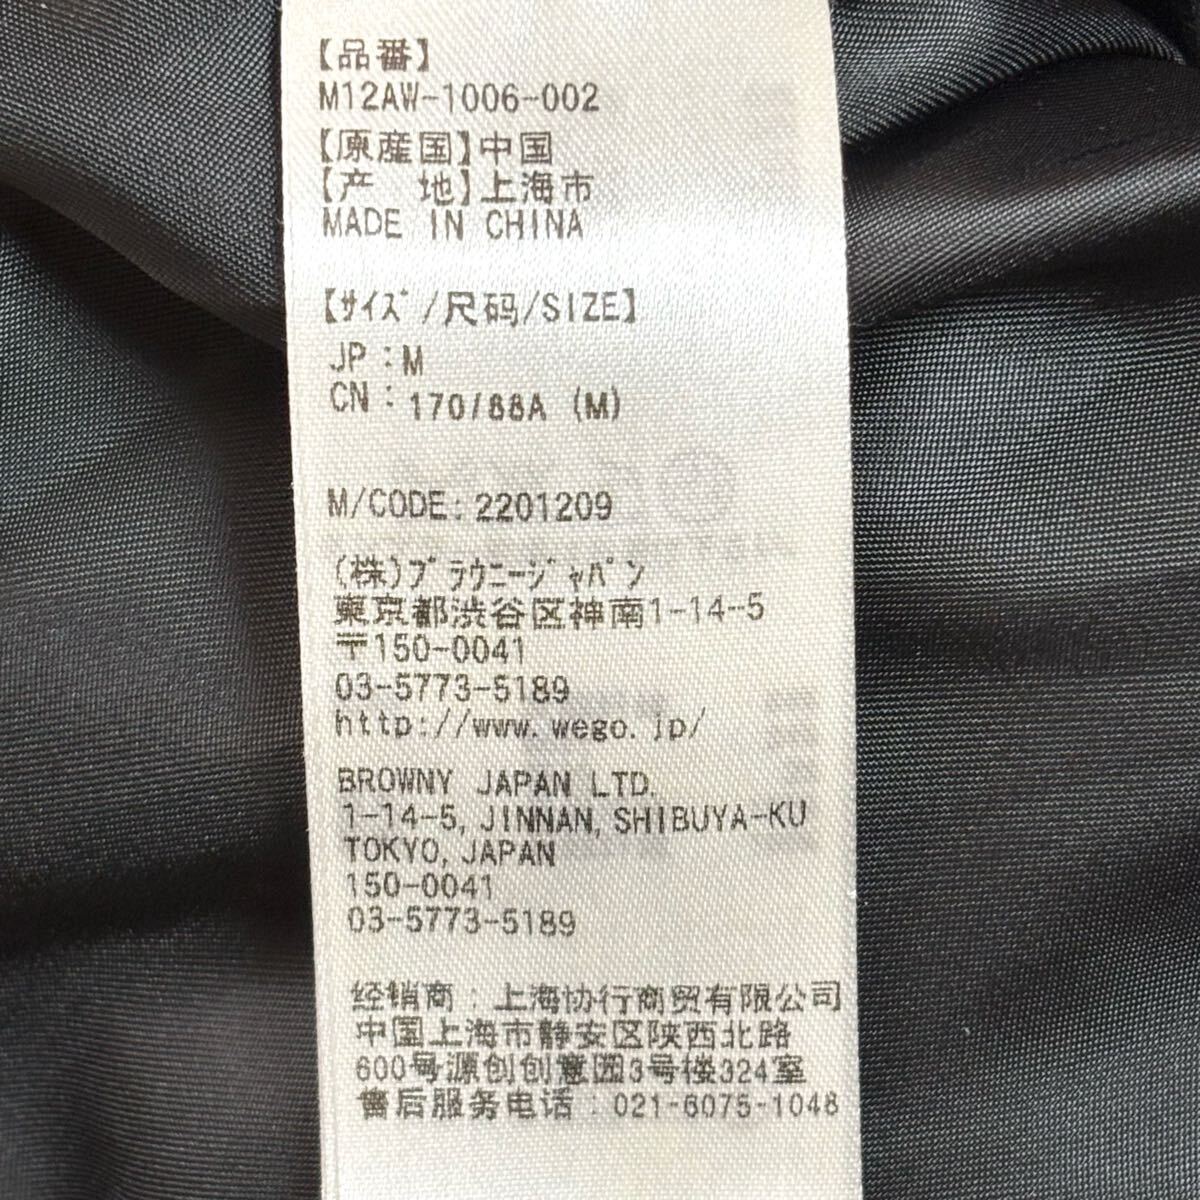 【品番】
M12AW-1006-002
【原産国】中国
【产　地】上海市
MADE IN CHINA
【ｻｲｽﾞ/尺码/SIZE】
JP：M
CN：170/88A (M)
M/CODE: 2201209
(株)ﾌﾞﾗｳﾆｰｼﾞｬﾊﾟﾝ
東京都渋谷区神南1-14-5
〒150-0041
03-5773-5189
http://www.wego.jp/
BROWNY JAPAN LTD.
1-14-5, JINNAN, SHIBUYA-KU
TOKYO, JAPAN
150-0041
03-5773-5189
经销商：上海协行商贸有限公司
中国上海市静安区陕西北路
600号源创创意园3号楼324室
售后服务电话：021-6075-1048